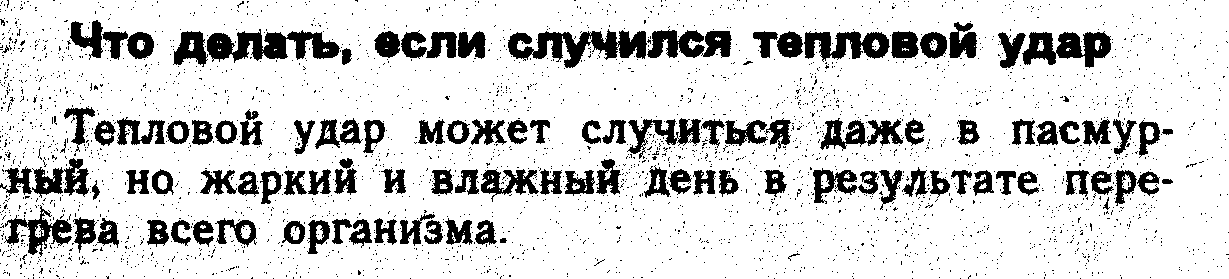 Что делать, если случился тепловой удар
Тепловой удар может случиться даже в пасмур-
ный, но жаркий и влажный день в результате пере-
грева всего организма.